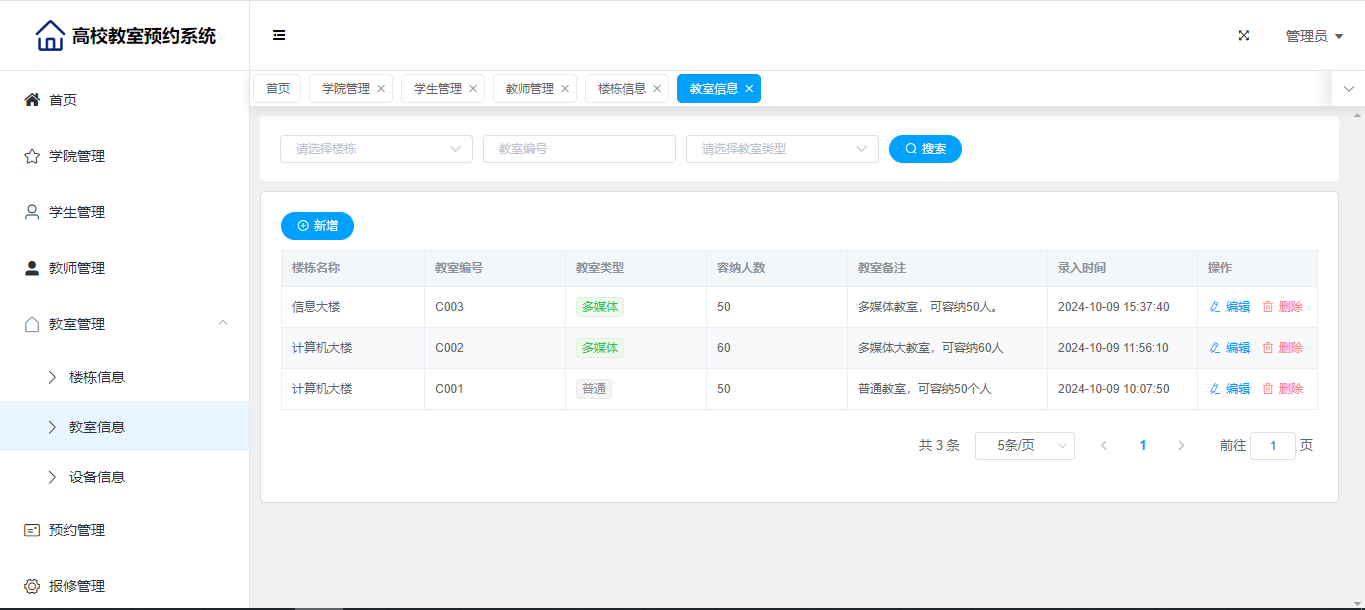 高校教室预约系统
管理员
首页
学院管理
学生管理
教师管理
教室管理
楼栋信息
教室信息
设备信息
预约管理
报修管理
首页 学院管理 学生管理 教师管理 楼栋信息 教室信息
请选择楼栋 教室编号 请选择教室类型 搜索
新增
楼栋名称 教室编号 教室类型 容纳人数 教室备注 录入时间 操作
信息大楼 C003 多媒体 50 多媒体教室，可容纳50人。 2024-10-09 15:37:40 编辑 删除
计算机大楼 C002 多媒体 60 多媒体大教室，可容纳60人 2024-10-09 11:56:10 编辑 删除
计算机大楼 C001 普通 50 普通教室，可容纳50个人 2024-10-09 10:07:50 编辑 删除
共 3 条 5条/页 1 前往 1 页